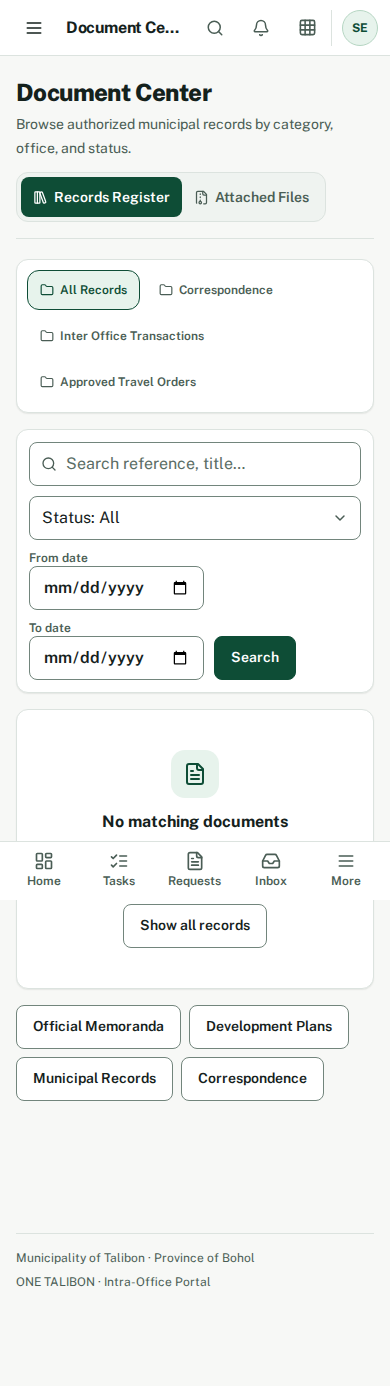 Document Ce...
SE
Document Center
Browse authorized municipal records by category,
office, and status.
Records Register
Attached Files
All Records
Correspondence
Inter Office Transactions
Approved Travel Orders
Search reference, title...
Status: All
From date
mm/dd/yyyy
To date
mm/dd/yyyy
Search
No matching documents
Home
Tasks
Requests
Inbox
More
Show all records
Official Memoranda
Development Plans
Municipal Records
Correspondence
Municipality of Talibon · Province of Bohol
ONE TALIBON · Intra-Office Portal